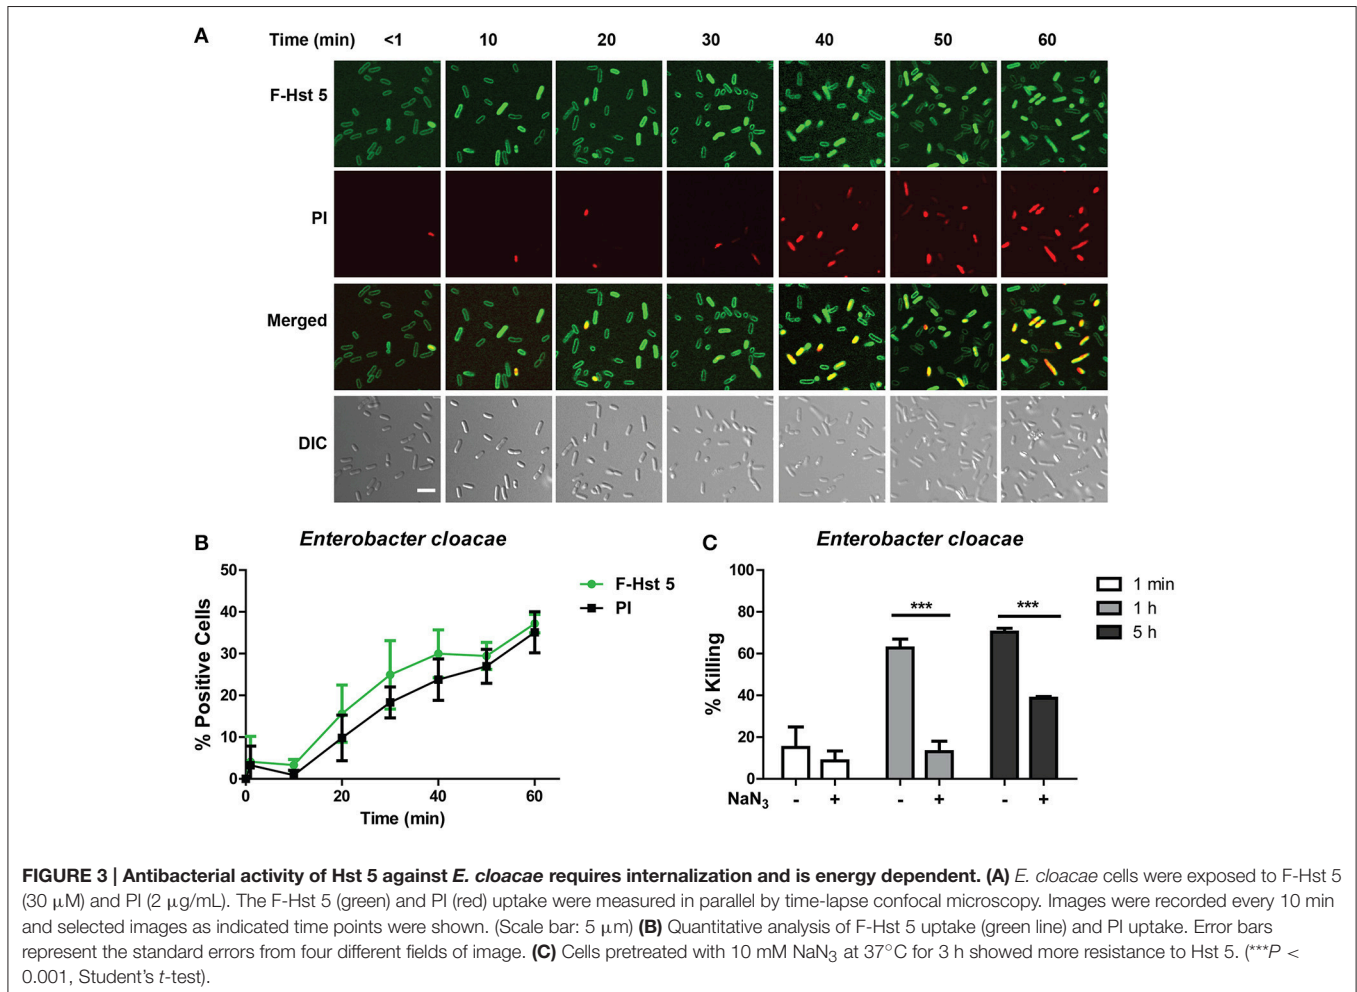 A
Time (min) <1 10 20 30 40 50 60
F-Hst 5
PI
Merged
DIC
B
Enterobacter cloacae
50
40
30
20
10
0
% Positive Cells
0 20 40 60
Time (min)
F-Hst 5
PI
C
Enterobacter cloacae
100
80
60
40
20
0
% Killing
*** ***
NaN3 - + - + - +
1 min
1 h
5 h
FIGURE 3 | Antibacterial activity of Hst 5 against E. cloacae requires internalization and is energy dependent. (A) E. cloacae cells were exposed to F-Hst 5
(30 μM) and PI (2 μg/mL). The F-Hst 5 (green) and PI (red) uptake were measured in parallel by time-lapse confocal microscopy. Images were recorded every 10 min
and selected images as indicated time points were shown. (Scale bar: 5 μm) (B) Quantitative analysis of F-Hst 5 uptake (green line) and PI uptake. Error bars
represent the standard errors from four different fields of image. (C) Cells pretreated with 10 mM NaN3 at 37°C for 3 h showed more resistance to Hst 5. (***P <
0.001, Student's t-test).